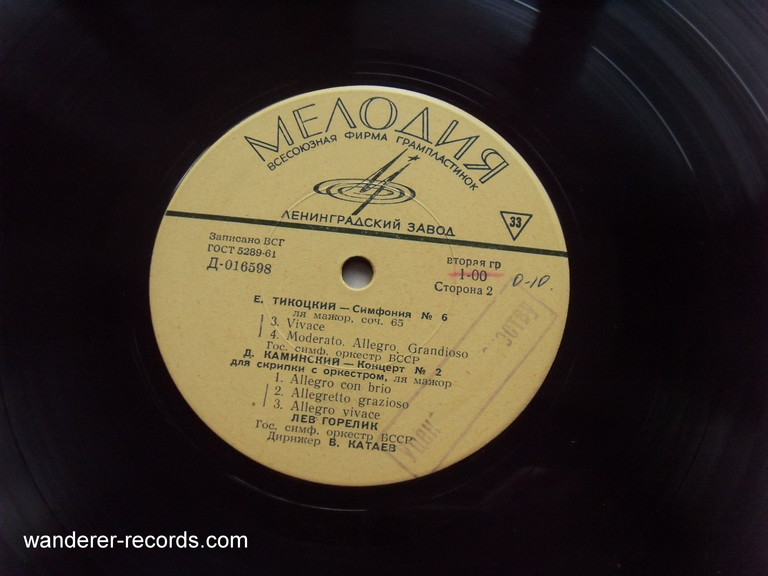 МЕЛОДИЯ
ВСЕСОЮЗНАЯ ФИРМА ГРАМПЛАСТИНОК
ЛЕНИНГРАДСКИЙ ЗАВОД
33
Записано ВСГ
ГОСТ 5289-61
Д-016598
вторая гр
1-00
Сторона 2
0-10.
Е. ТИКОЦКИЙ — Симфония № 6
ля мажор, соч. 65
3. Vivace
4. Moderato. Allegro, Grandioso
Гос. симф. оркестр БССР
Д. КАМИНСКИЙ — Концерт № 2
для скрипки с оркестром, ля мажор
1. Allegro con brio
2. Allegretto grazioso
3. Allegro vivace
ЛЕВ ГОРЕЛИК
Гос. симф. оркестр БССР
Дирижер В. КАТАЕВ
wanderer-records.com